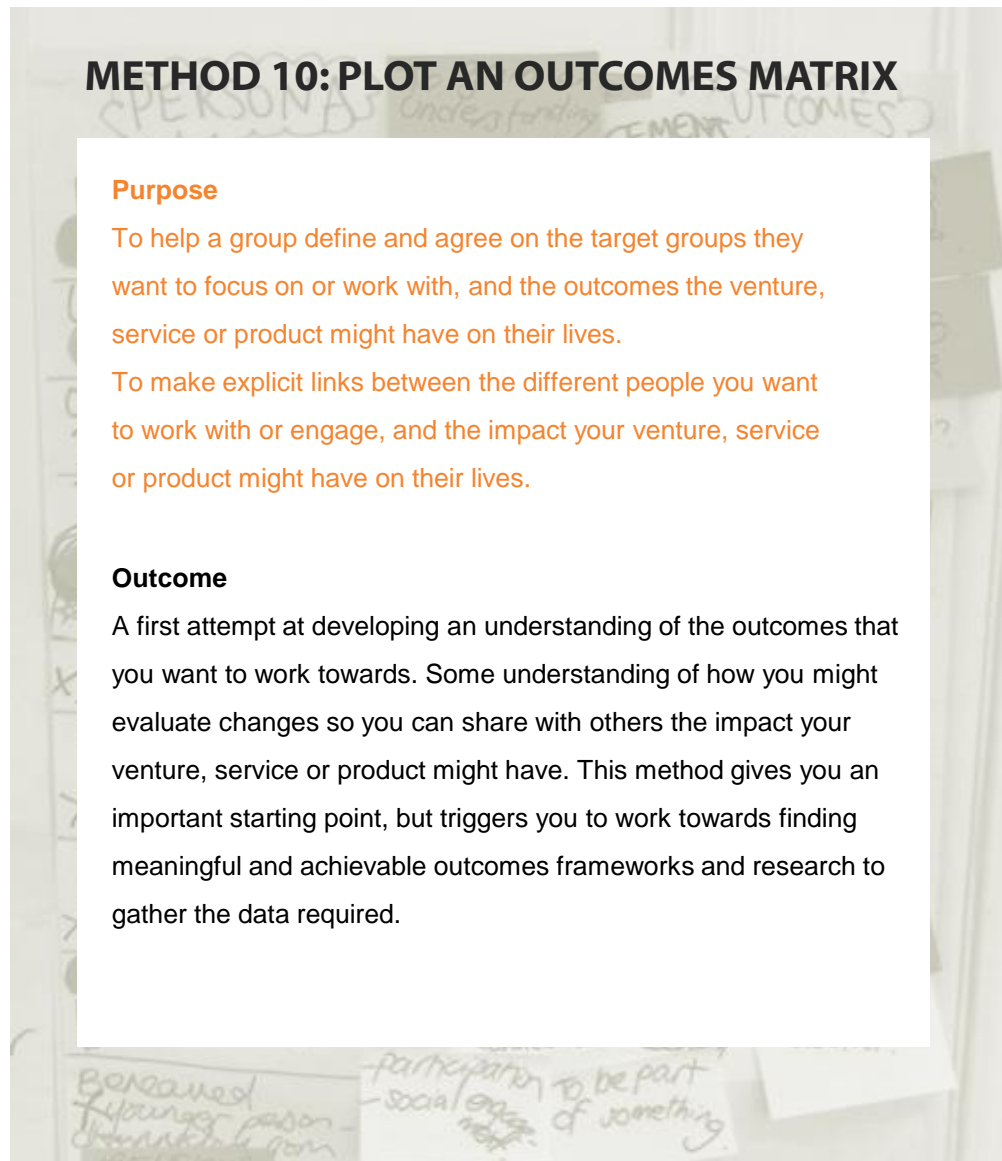 METHOD 10: PLOT AN OUTCOMES MATRIX
<PERSONAS
Understanding
OUTCOMES>
Purpose
To help a group define and agree on the target groups they
want to focus on or work with, and the outcomes the venture,
service or product might have on their lives.
To make explicit links between the different people you want
to work with or engage, and the impact your venture, service
or product might have on their lives.
Outcome
A first attempt at developing an understanding of the outcomes that
you want to work towards. Some understanding of how you might
evaluate changes so you can share with others the impact your
venture, service or product might have. This method gives you an
important starting point, but triggers you to work towards finding
meaningful and achievable outcomes frameworks and research to
gather the data required.
Bereaved
younger person
-participation
-social
to be part
of something